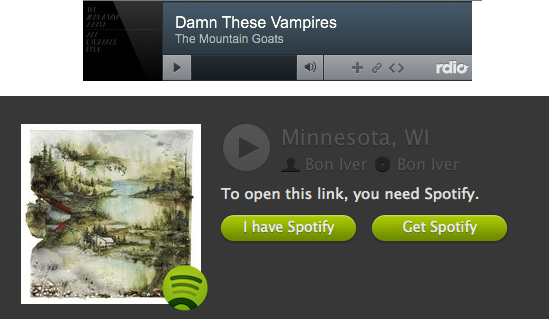 Damn These Vampires
The Mountain Goats
rdio
Minnesota, WI
Bon Iver Bon Iver
To open this link, you need Spotify.
I have Spotify Get Spotify